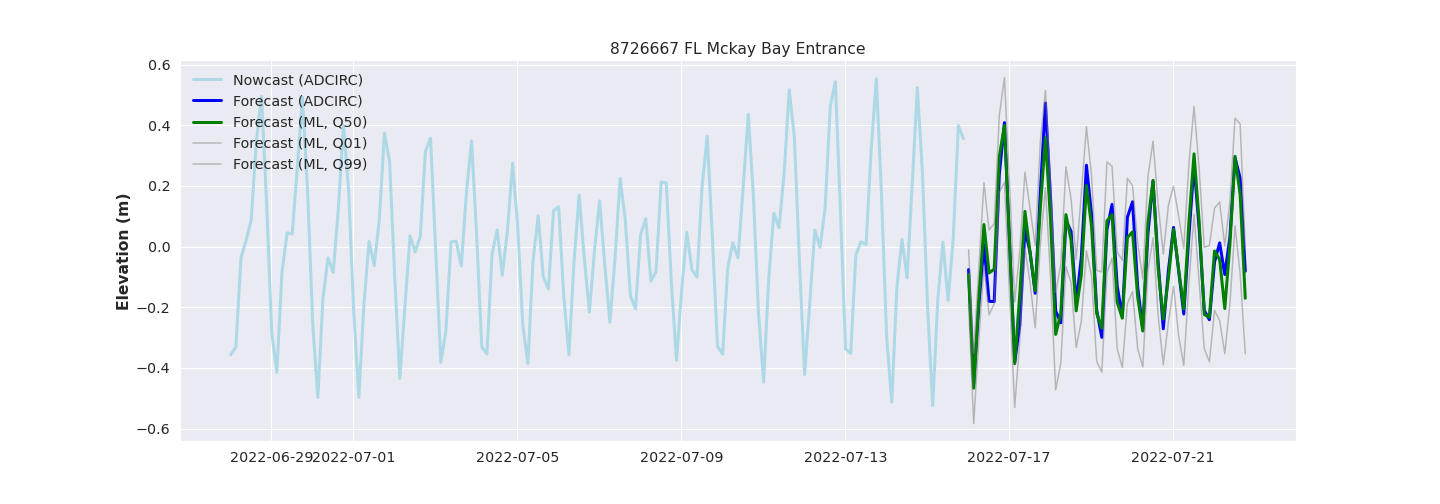 8726667 FL Mckay Bay Entrance
Elevation (m)
0.6
0.4
0.2
0.0
−0.2
−0.4
−0.6
Nowcast (ADCIRC)
Forecast (ADCIRC)
Forecast (ML, Q50)
Forecast (ML, Q01)
Forecast (ML, Q99)
2022-06-29 2022-07-01 2022-07-05 2022-07-09 2022-07-13 2022-07-17 2022-07-21